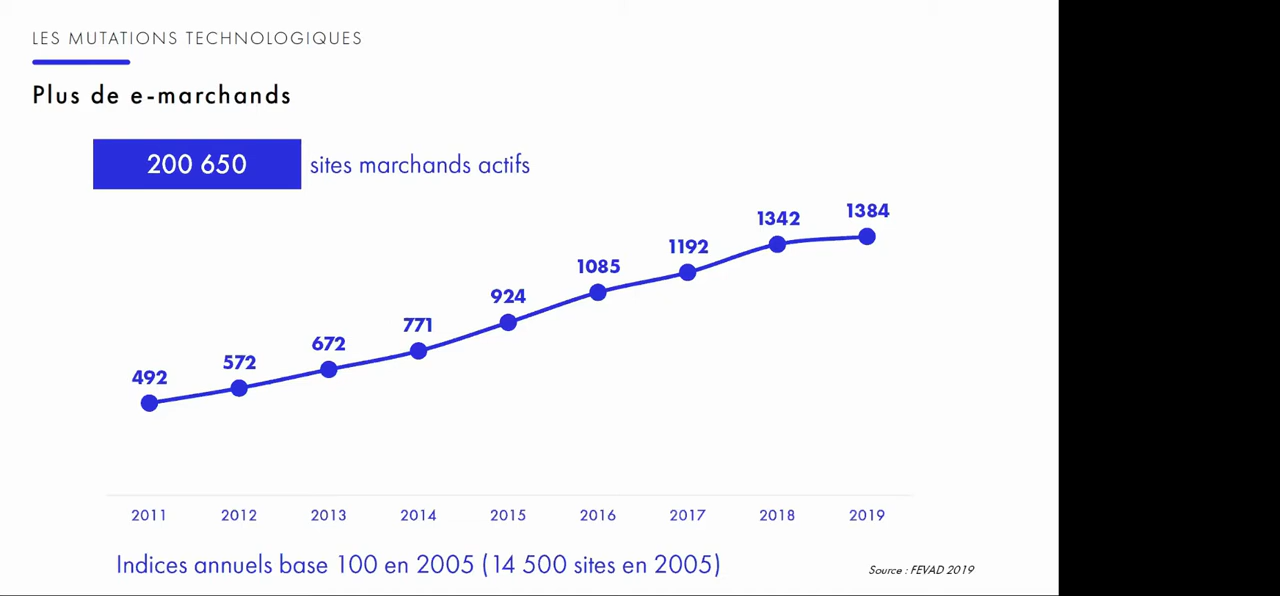 LES MUTATIONS TECHNOLOGIQUES
Plus de e-marchands
200 650 sites marchands actifs
492 572 672 771 924 1085 1192 1342 1384
2011 2012 2013 2014 2015 2016 2017 2018 2019
Indices annuels base 100 en 2005 (14 500 sites en 2005)
Source : FEVAD 2019